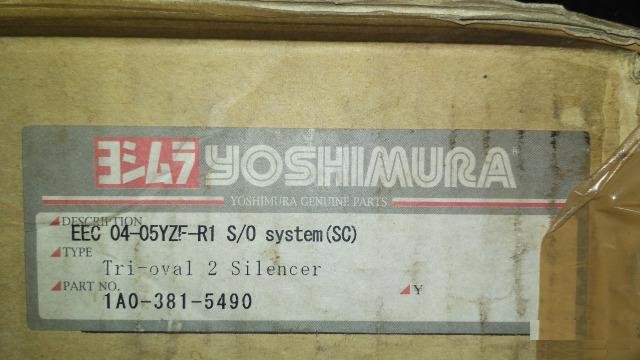 ヨシムラ YOSHIMURA®
YOSHIMURA GENUINE PARTS
DESCRIPTION
EEC 04-05YZF-R1 S/O system(SC)
TYPE
Tri-oval 2 Silencer
PART NO.
1A0-381-5490
Y